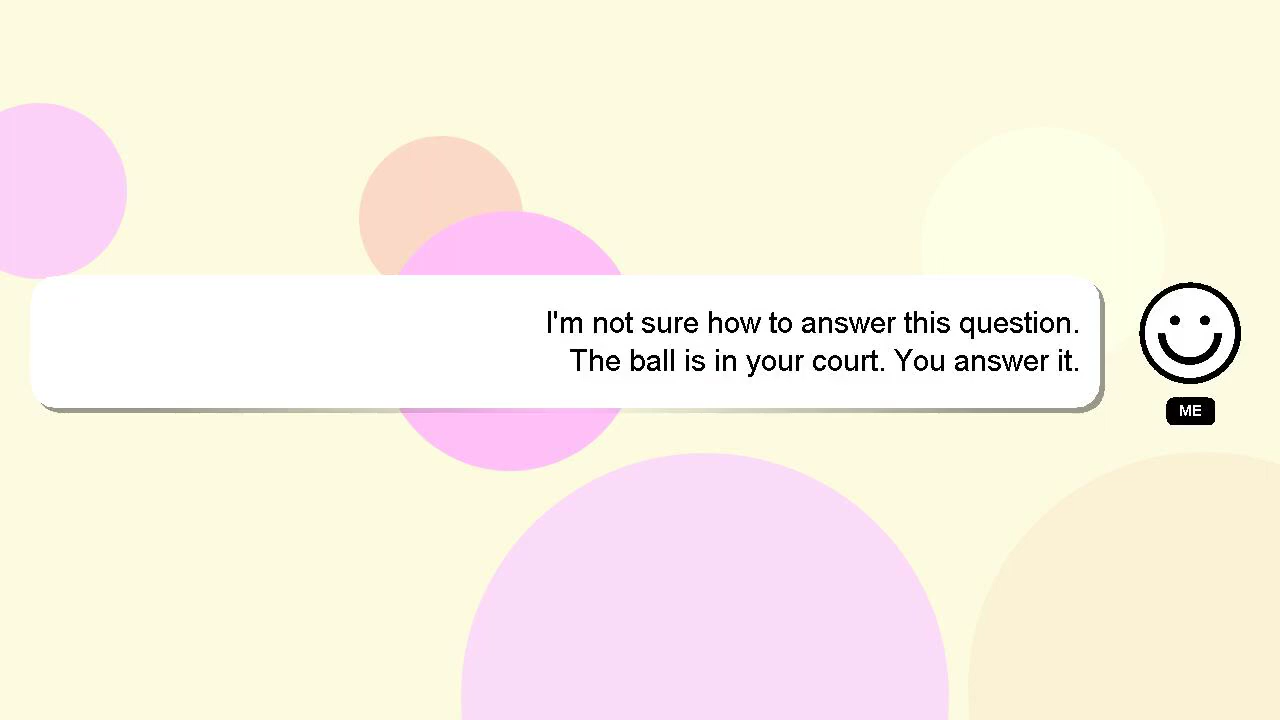 I'm not sure how to answer this question.
The ball is in your court. You answer it.
ME